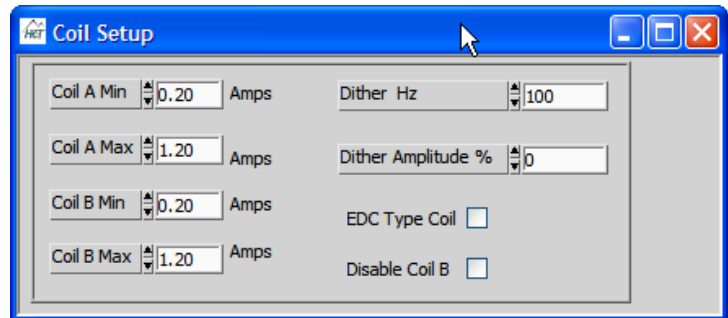 HCT Coil Setup
Coil A Min 0.20 Amps
Dither Hz 100
Coil A Max 1.20 Amps
Dither Amplitude % 0
Coil B Min 0.20 Amps
EDC Type Coil
Coil B Max 1.20 Amps
Disable Coil B